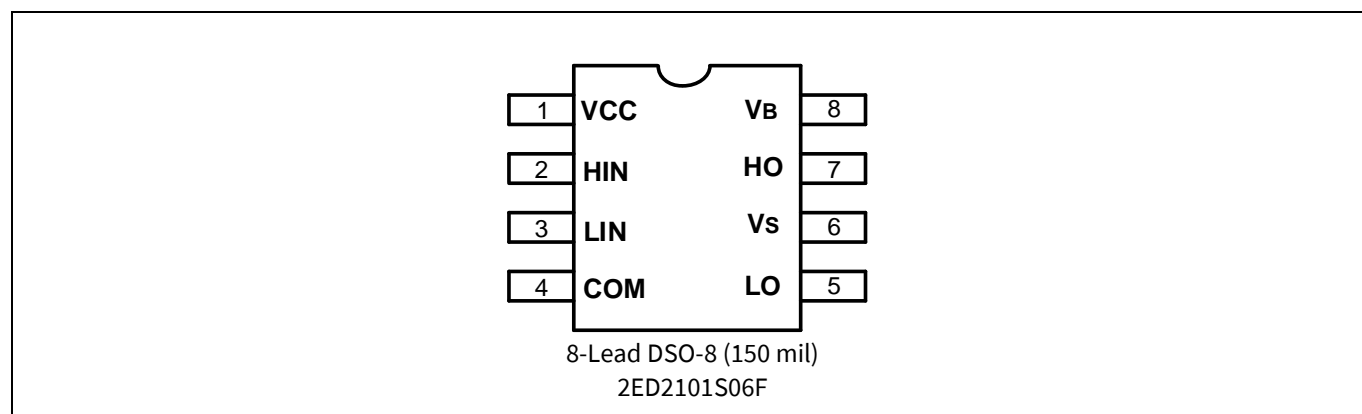 1 VCC VB 8
2 HIN HO 7
3 LIN VS 6
4 COM LO 5
8-Lead DSO-8 (150 mil)
2ED2101S06F